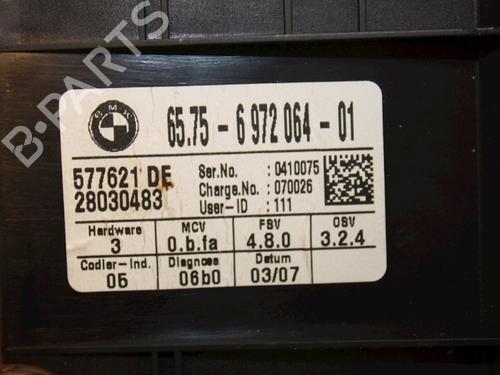 B-PARTS
BMW
65.75 - 6 972 064 - 01
577621 DE
28030483
Ser.No. : 0410075
Charge.No. : 070026
User-ID : 111
Hardware MCV FSV OSV
3 0.b.fa 4.8.0 3.2.4
Codier-Ind. Diagnose Datum
05 06b0 03/07